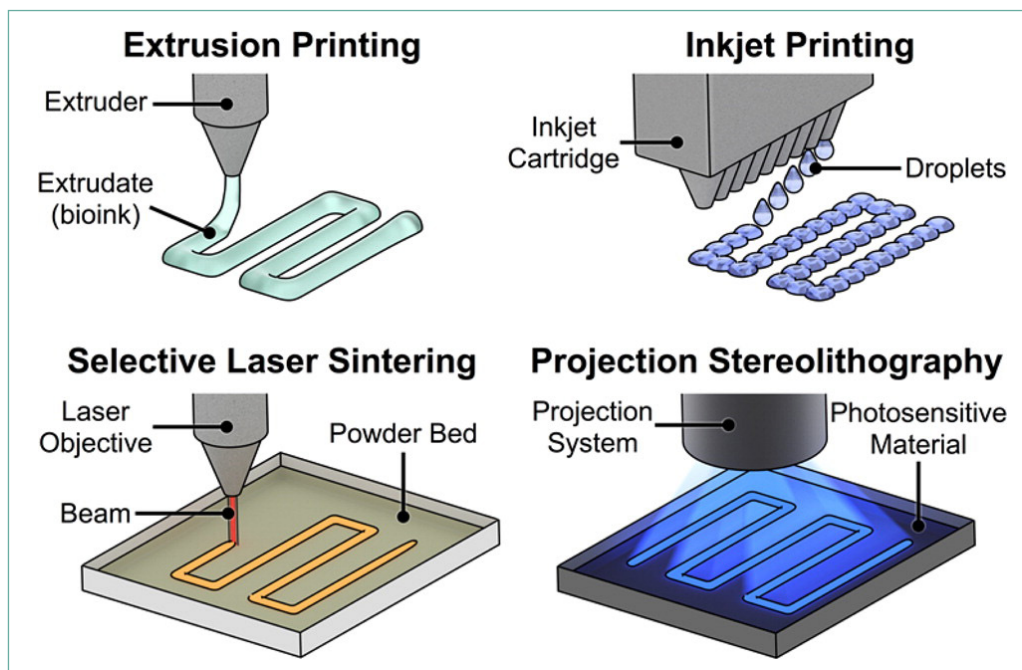 Extrusion Printing
Extruder
Extrudate
(bioink)
Inkjet Printing
Inkjet
Cartridge
Droplets
Selective Laser Sintering
Laser
Objective
Powder Bed
Beam
Projection Stereolithography
Projection
System
Photosensitive
Material